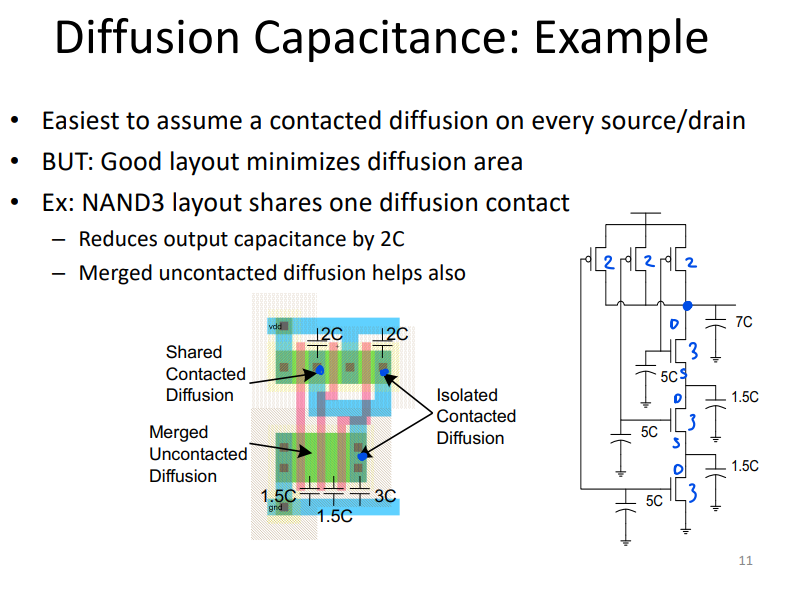 Diffusion Capacitance: Example
• Easiest to assume a contacted diffusion on every source/drain
• BUT: Good layout minimizes diffusion area
• Ex: NAND3 layout shares one diffusion contact
– Reduces output capacitance by 2C
– Merged uncontacted diffusion helps also
vdd
2C
2C
Shared
Contacted
Diffusion
Merged
Uncontacted
Diffusion
Isolated
Contacted
Diffusion
1.5C
3C
gnd
1.5C
2
2
2
7C
D
3
5C
S
D
1.5C
3
5C
S
D
1.5C
3
5C
11